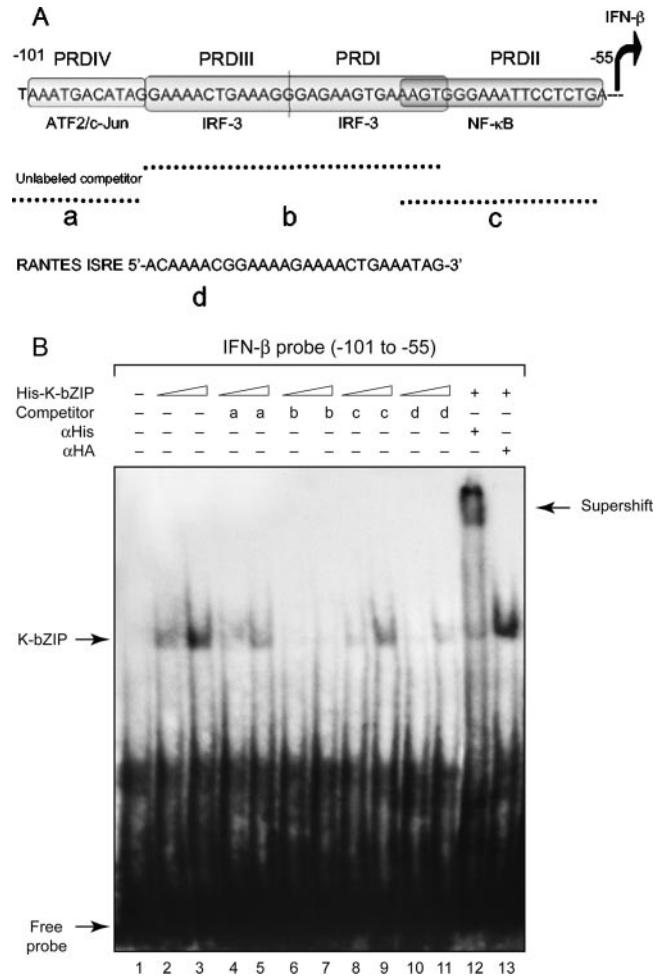 A
IFN-β
-101 PRDIV PRDIII PRDI PRDII -55
TAAATGACATAGGAAAACTGAAAGGGAGAAGTGAAAGTGGGAAATTCCTCTGA---
ATF2/c-Jun IRF-3 IRF-3 NF-κB
Unlabeled competitor
a b c
RANTES ISRE 5'-ACAAAACGGAAAAGAAAACTGAAATAG-3'
d
B
IFN-β probe (-101 to -55)
His-K-bZIP – + +
Competitor – – – a a b b c c d d – –
αHis – – – – – – – – – – – + –
αHA – – – – – – – – – – – – +
Supershift
K-bZIP
Free probe
1 2 3 4 5 6 7 8 9 10 11 12 13